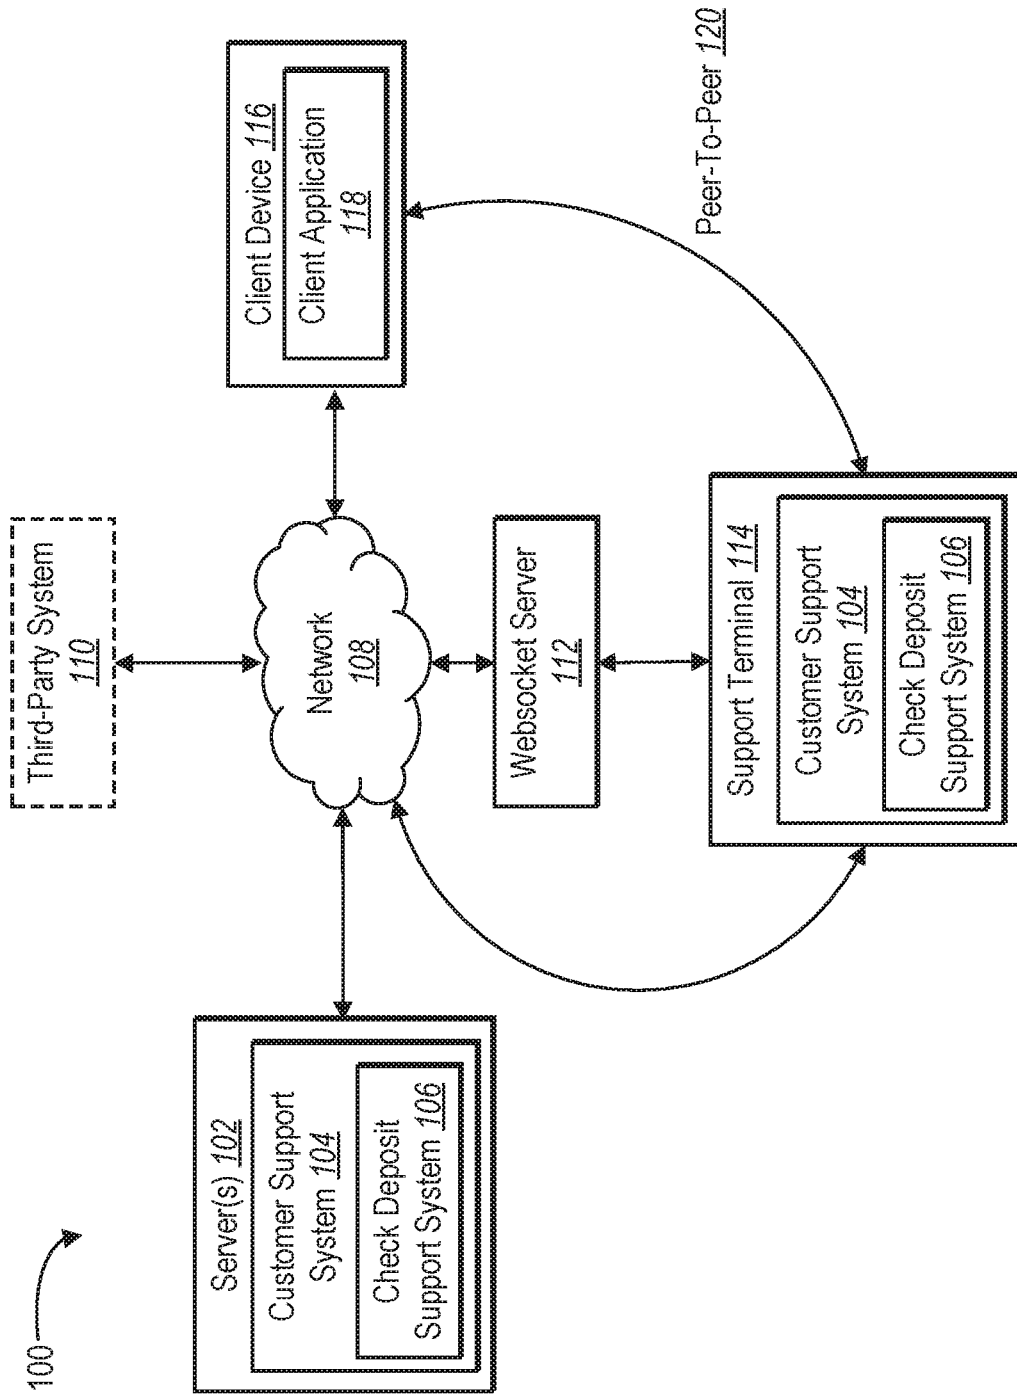 100
Third-Party System
110
Server(s) 102
Customer Support
System 104
Check Deposit
Support System 106
Network
108
Client Device 116
Client Application
118
Websocket Server
112
Support Terminal 114
Customer Support
System 104
Check Deposit
Support System 106
Peer-To-Peer 120